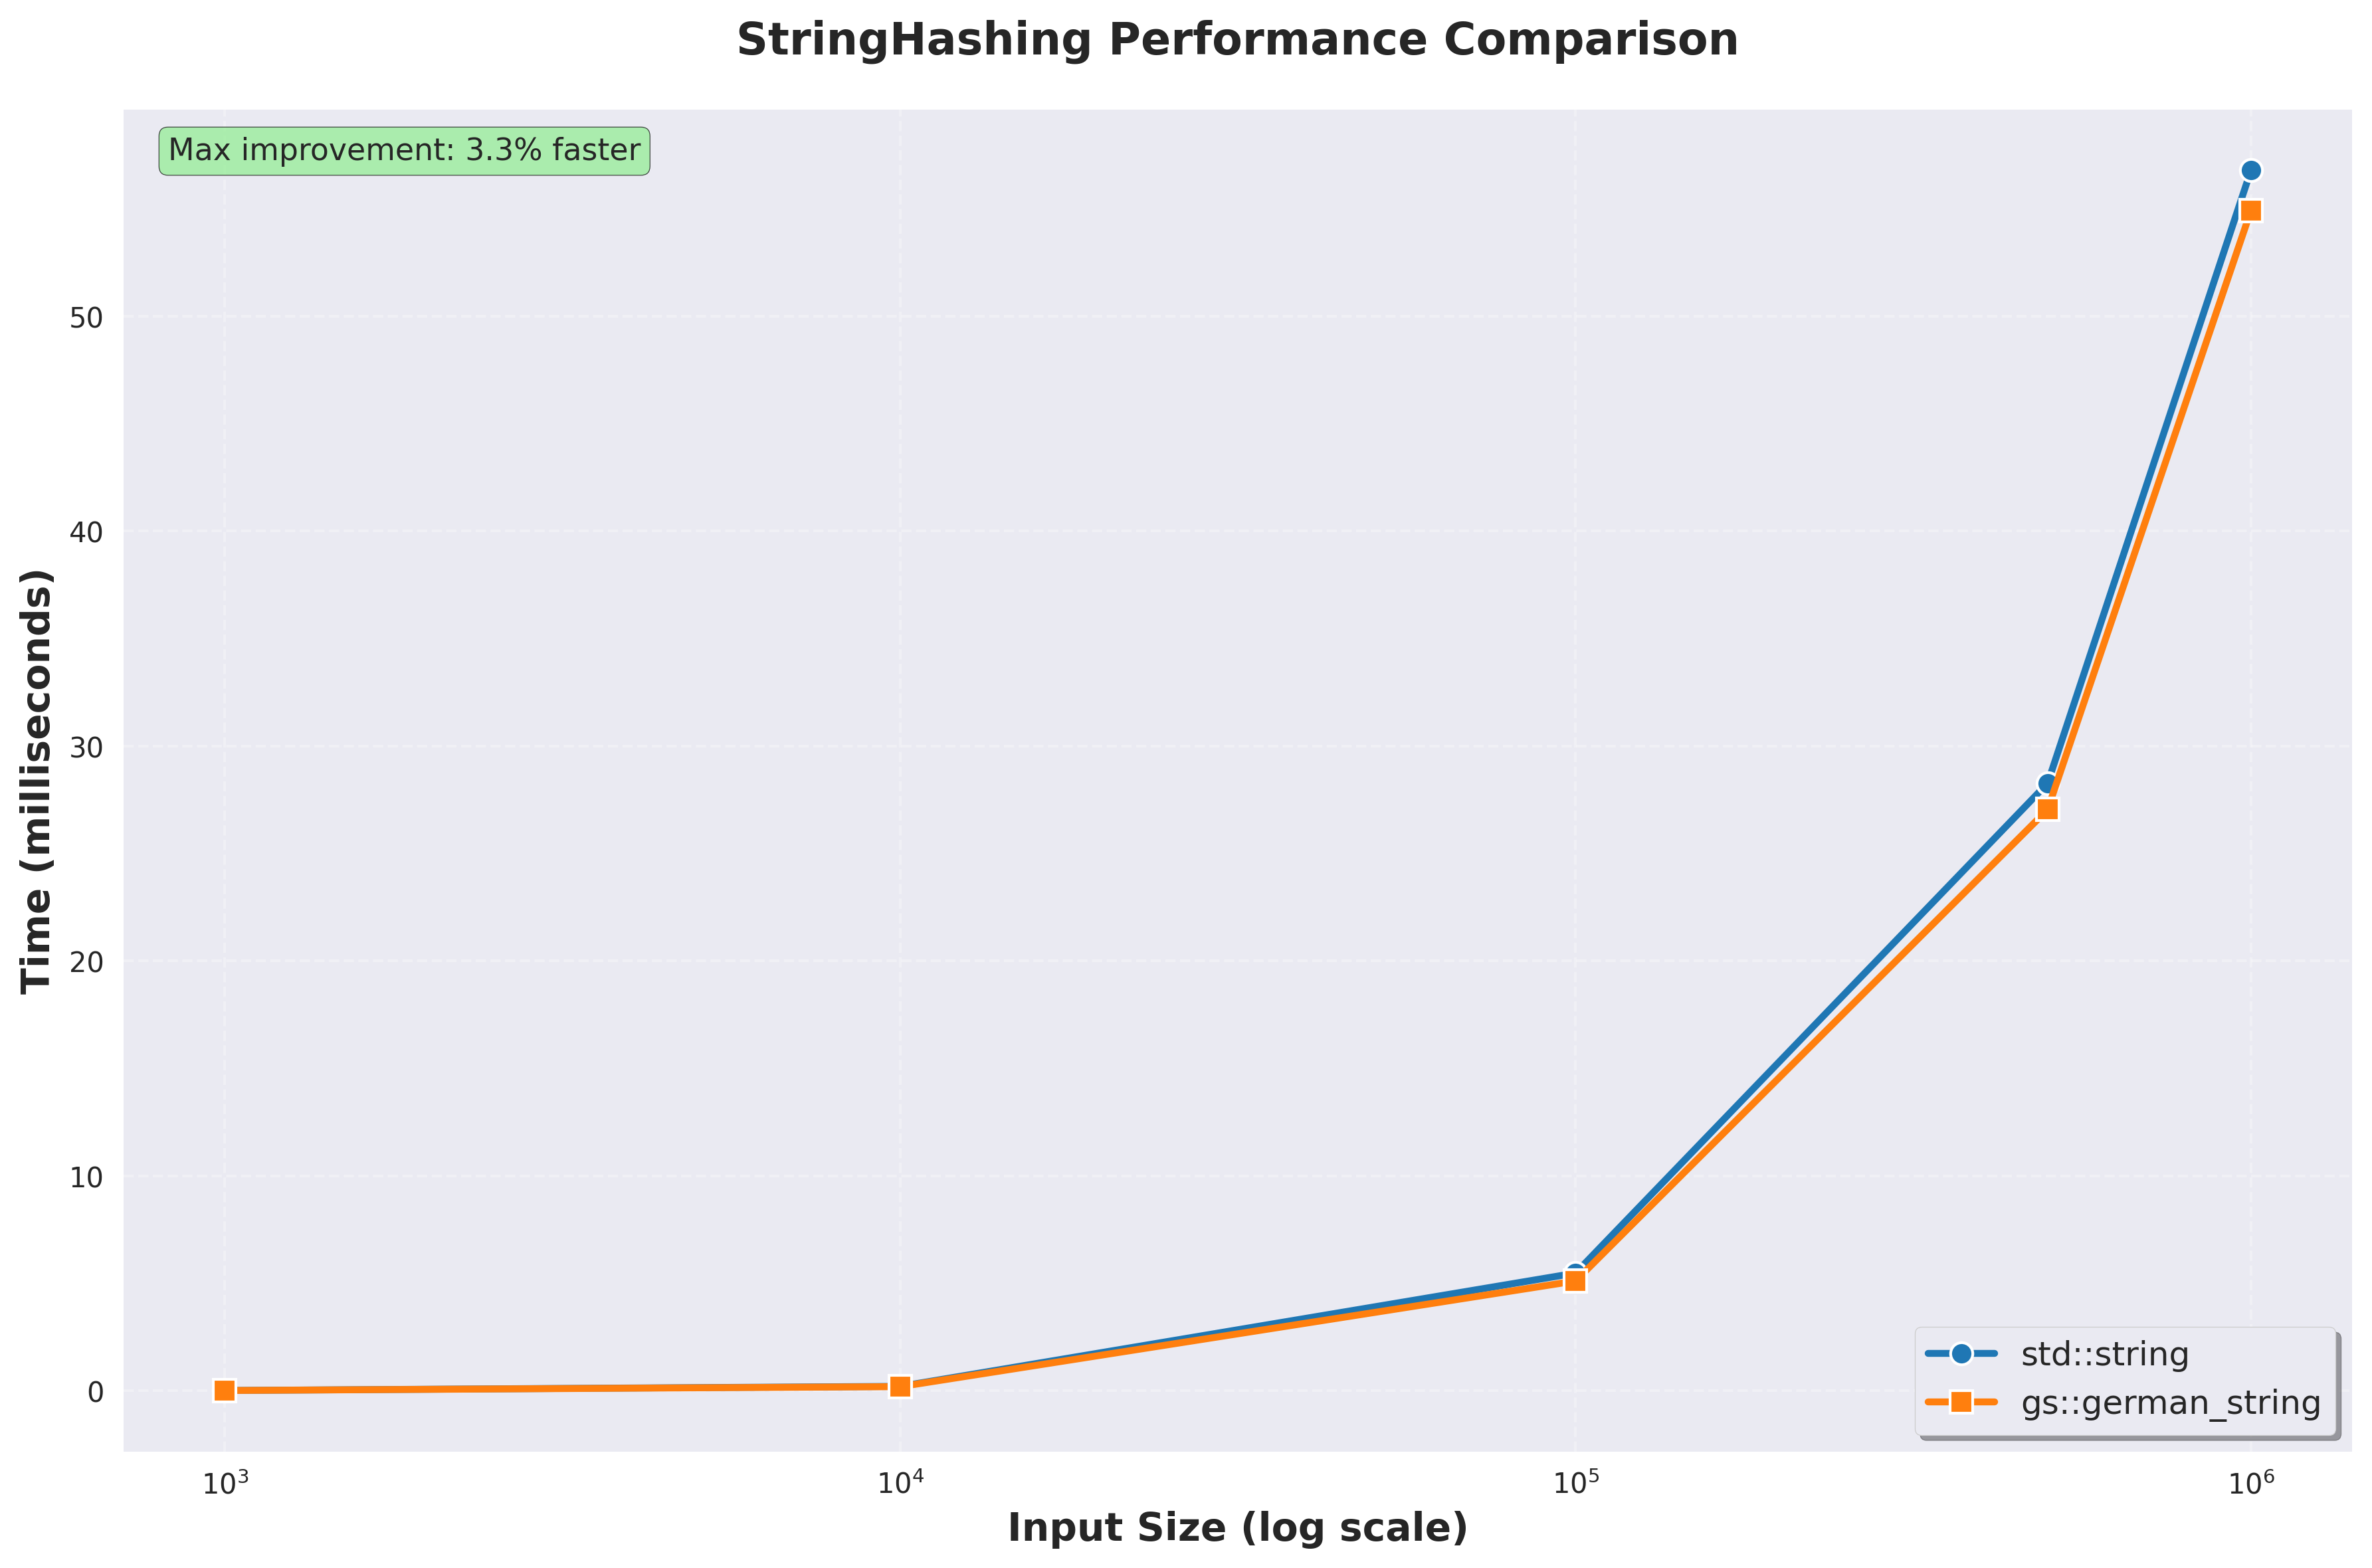 StringHashing Performance Comparison
Max improvement: 3.3% faster
50
40
30
20
10
0
Time (milliseconds)
10³
10⁴
10⁵
10⁶
Input Size (log scale)
std::string
gs::german_string